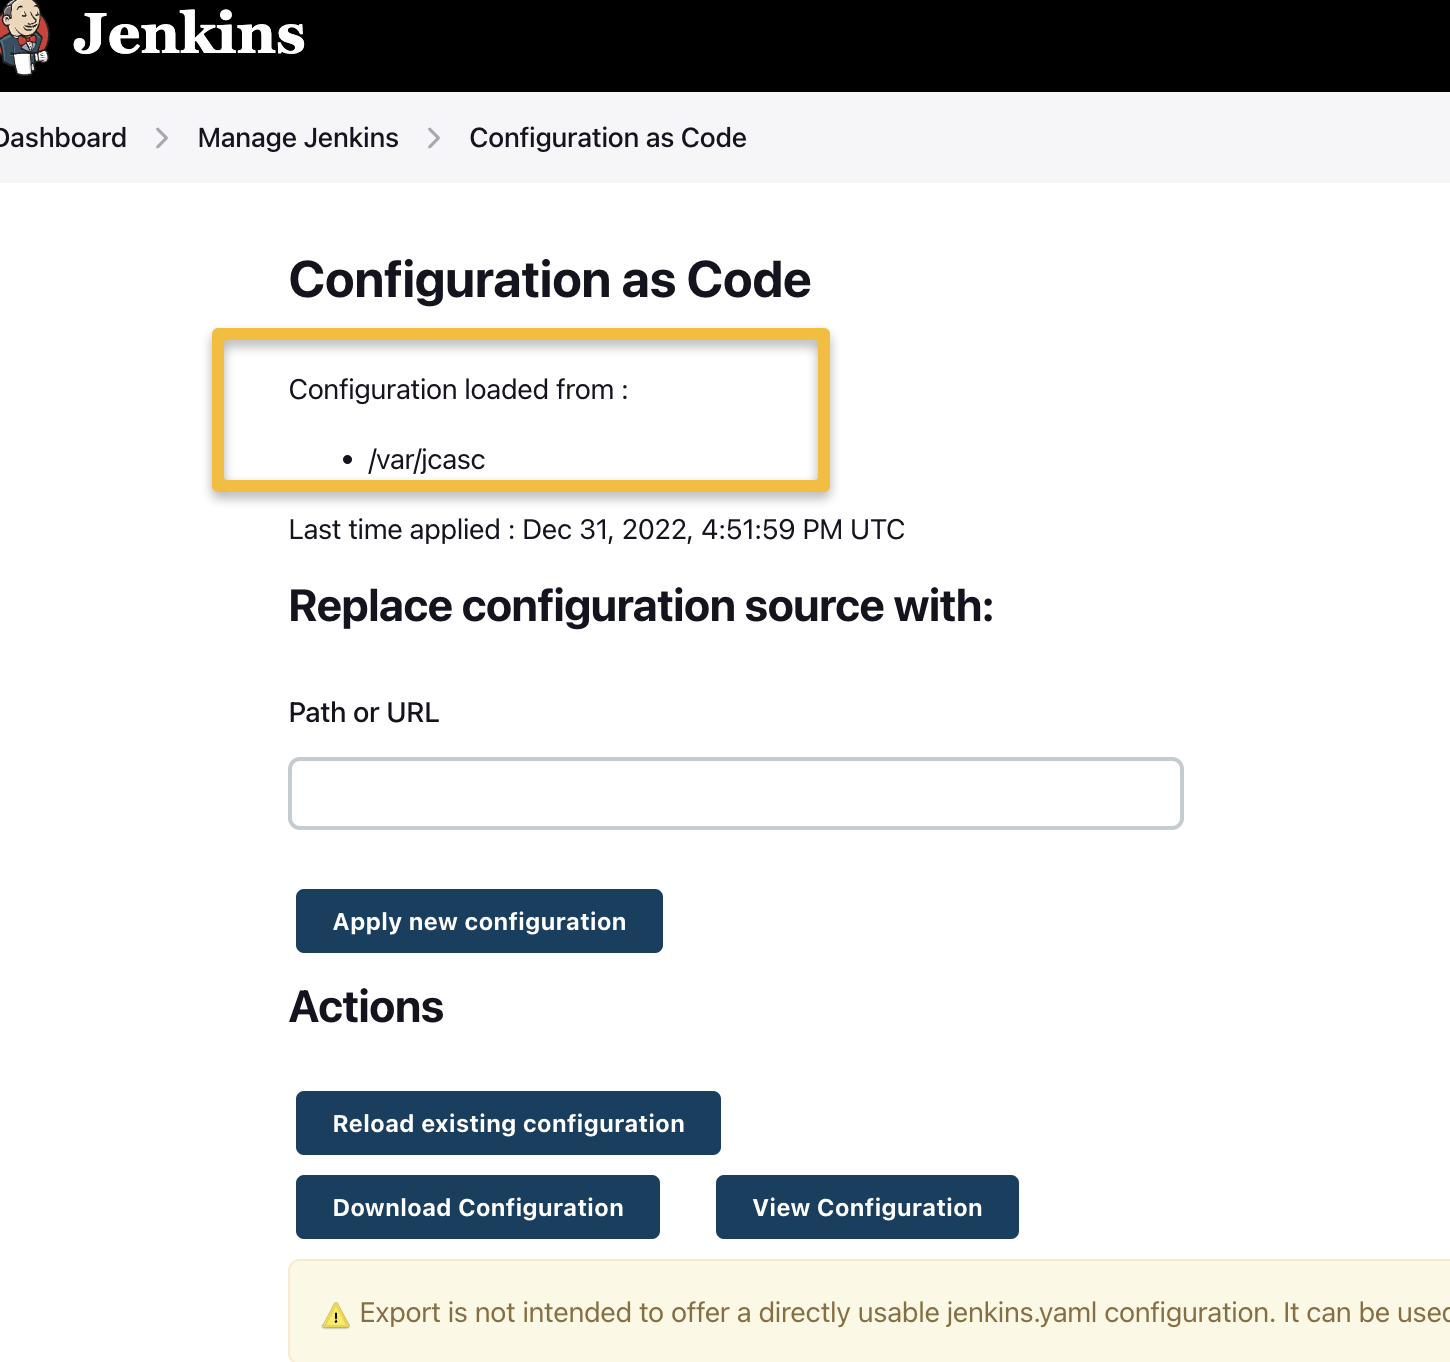 Jenkins
Dashboard > Manage Jenkins > Configuration as Code
Configuration as Code
Configuration loaded from :
• /var/jcasc
Last time applied : Dec 31, 2022, 4:51:59 PM UTC
Replace configuration source with:
Path or URL
Apply new configuration
Actions
Reload existing configuration
Download Configuration View Configuration
Export is not intended to offer a directly usable jenkins.yaml configuration. It can be used